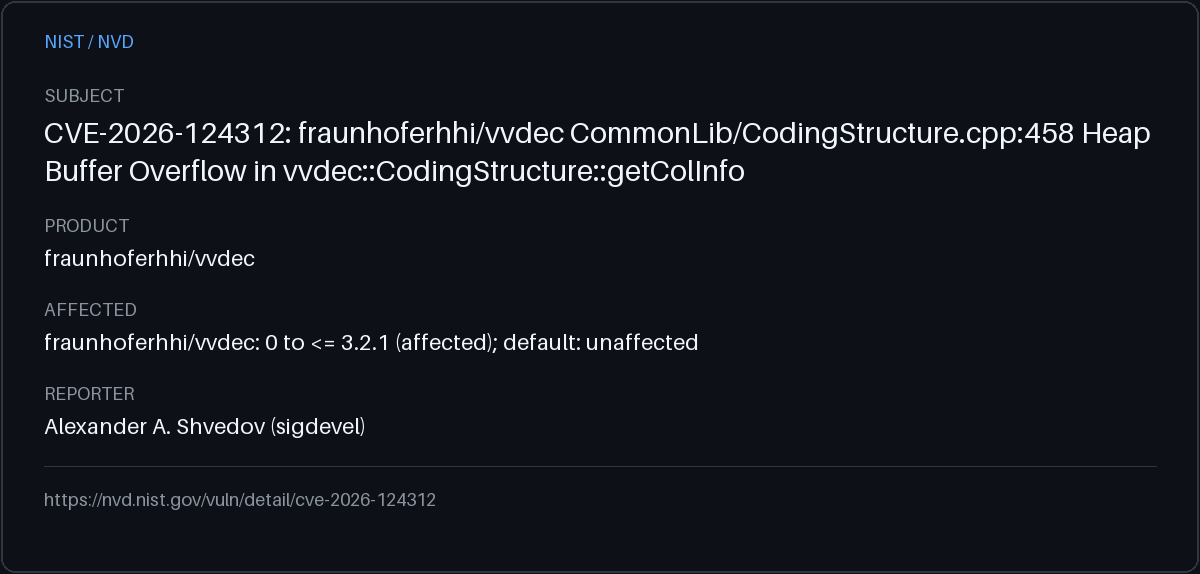 NIST / NVD
SUBJECT
CVE-2026-124312: fraunhoferhhi/vvdec CommonLib/CodingStructure.cpp:458 Heap
Buffer Overflow in vvdec::CodingStructure::getColInfo
PRODUCT
fraunhoferhhi/vvdec
AFFECTED
fraunhoferhhi/vvdec: 0 to <= 3.2.1 (affected); default: unaffected
REPORTER
Alexander A. Shvedov (sigdevel)
https://nvd.nist.gov/vuln/detail/cve-2026-124312